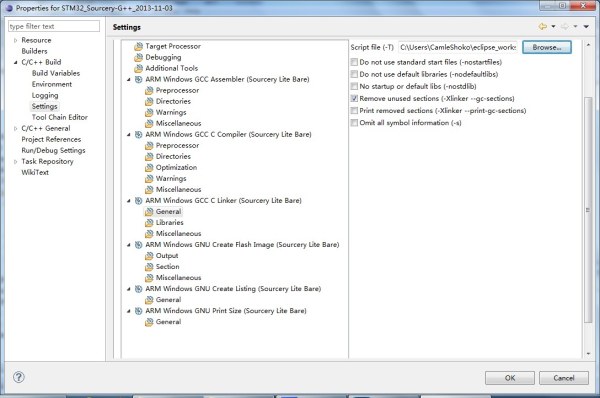 Properties for STM32_Sourcery-G++_2013-11-03
type filter text
Settings
Resource
Builders
C/C++ Build
Build Variables
Environment
Logging
Settings
Tool Chain Editor
C/C++ General
Project References
Run/Debug Settings
Task Repository
WikiText
Target Processor
Debugging
Additional Tools
ARM Windows GCC Assembler (Sourcery Lite Bare)
Preprocessor
Directories
Warnings
Miscellaneous
ARM Windows GCC C Compiler (Sourcery Lite Bare)
Preprocessor
Directories
Optimization
Warnings
Miscellaneous
ARM Windows GCC C Linker (Sourcery Lite Bare)
General
Libraries
Miscellaneous
ARM Windows GNU Create Flash Image (Sourcery Lite Bare)
Output
Section
Miscellaneous
ARM Windows GNU Create Listing (Sourcery Lite Bare)
General
ARM Windows GNU Print Size (Sourcery Lite Bare)
General
Script file (-T) C:\Users\CamleShoko\eclipse_works Browse...
Do not use standard start files (-nostartfiles)
Do not use default libraries (-nodefaultlibs)
No startup or default libs (-nostdlib)
Remove unused sections (-Xlinker --gc-sections)
Print removed sections (-Xlinker --print-gc-sections)
Omit all symbol information (-s)
? OK Cancel